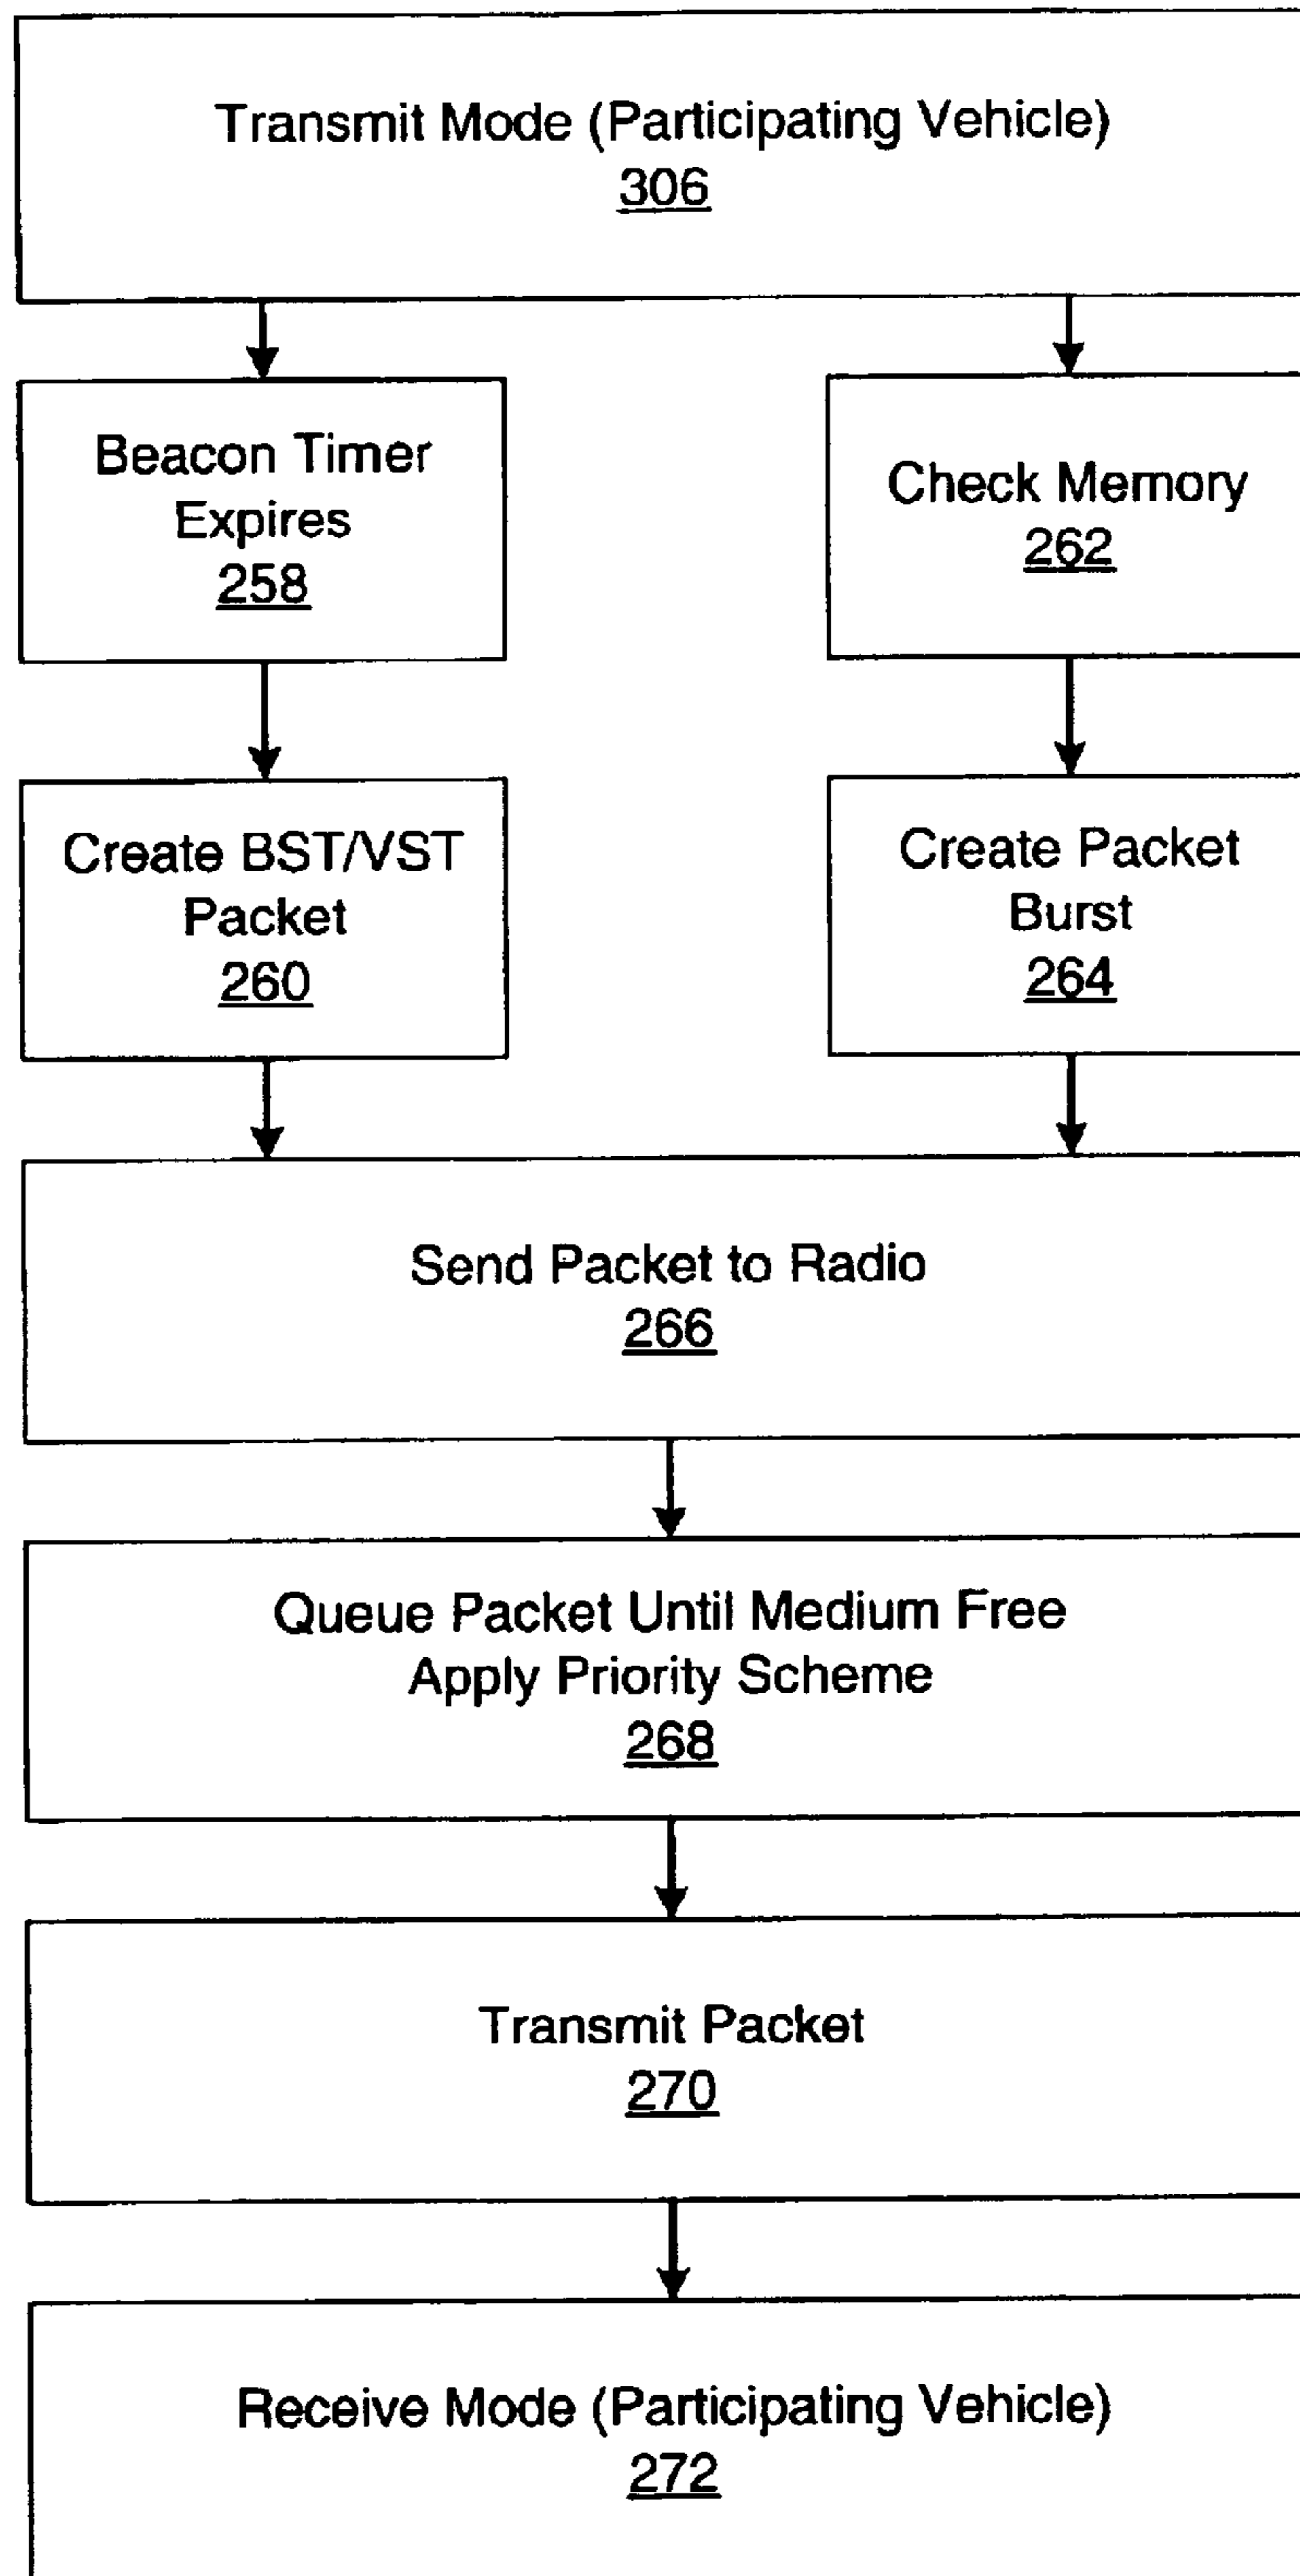 Transmit Mode (Participating Vehicle)
306
Beacon Timer
Expires
258
Check Memory
262
Create BST/VST
Packet
260
Create Packet
Burst
264
Send Packet to Radio
266
Queue Packet Until Medium Free
Apply Priority Scheme
268
Transmit Packet
270
Receive Mode (Participating Vehicle)
272